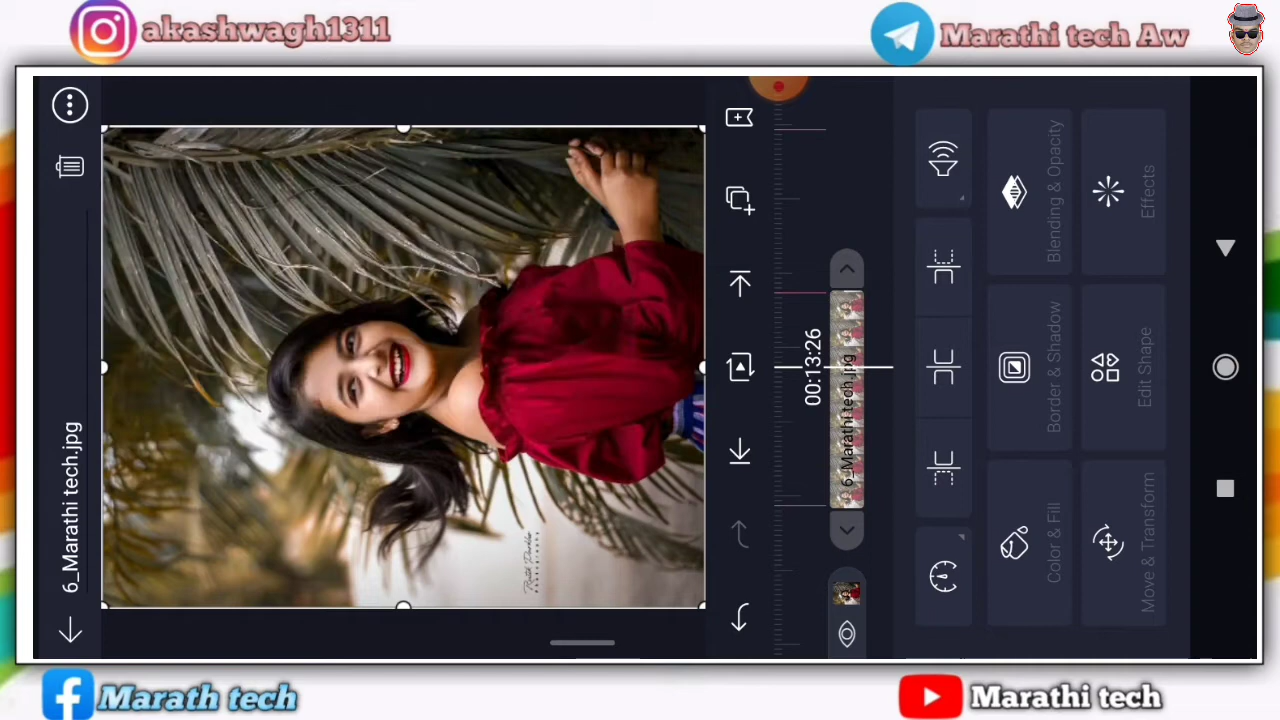 akashwagh1311
Marathi tech Aw
6_Marathi tech.jpg
00:13:26
6_Marathi tech.jpg
Color & Fill
Border & Shadow
Blending & Opacity
Move & Transform
Edit Shape
Effects
Marath tech
Marathi tech